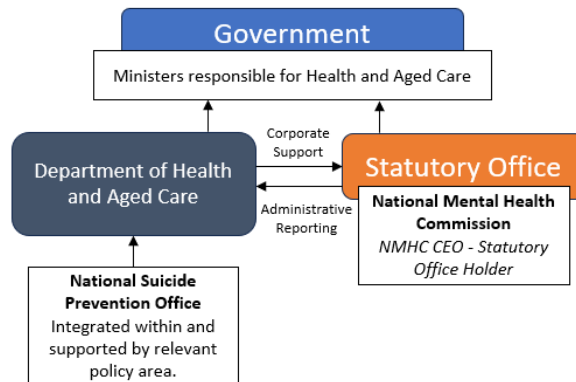 Government
Ministers responsible for Health and Aged Care
Corporate
Support
Department of Health
and Aged Care
Statutory Office
Administrative
Reporting
National Mental Health
Commission
NMHC CEO - Statutory
Office Holder
National Suicide
Prevention Office
Integrated within and
supported by relevant
policy area.